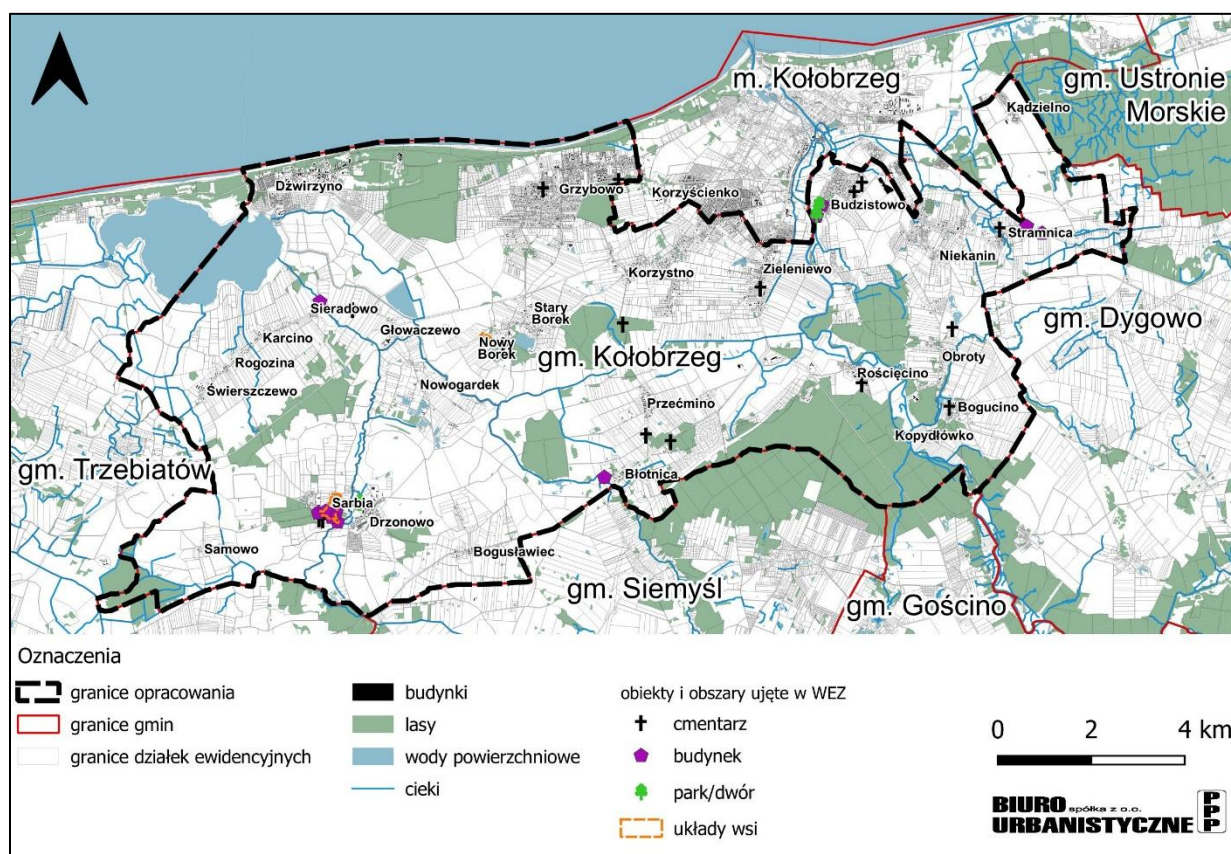 m. Kołobrzeg
gm. Ustronie
Morskie
Kądzielno
Dźwirzyno
Grzybowo
Korzyścienko
Budzistowo
Stramnica
Niekanin
Zieleniewo
Korzystno
Sieradowo
Stary
Borek
Głowaczewo
Karcino
Nowy
Borek
gm. Kołobrzeg
gm. Dygowo
Rogozina
Obroty
Świerszczewo
Nowogardek
Rościęcino
Przećmino
Bogucino
Kopydłówko
gm. Trzebiatów
Błotnica
Sarbia
Drzonowo
Samowo
Bogusławiec
gm. Siemyśl
gm. Gościno
Oznaczenia
granice opracowania
granice gmin
granice działek ewidencyjnych
budynki
lasy
wody powierzchniowe
cieki
obiekty i obszary ujęte w WEZ
cmentarz
budynek
park/dwór
układy wsi
0 2 4 km
BIURO spółka z o.o.
URBANISTYCZNE
P
P
P